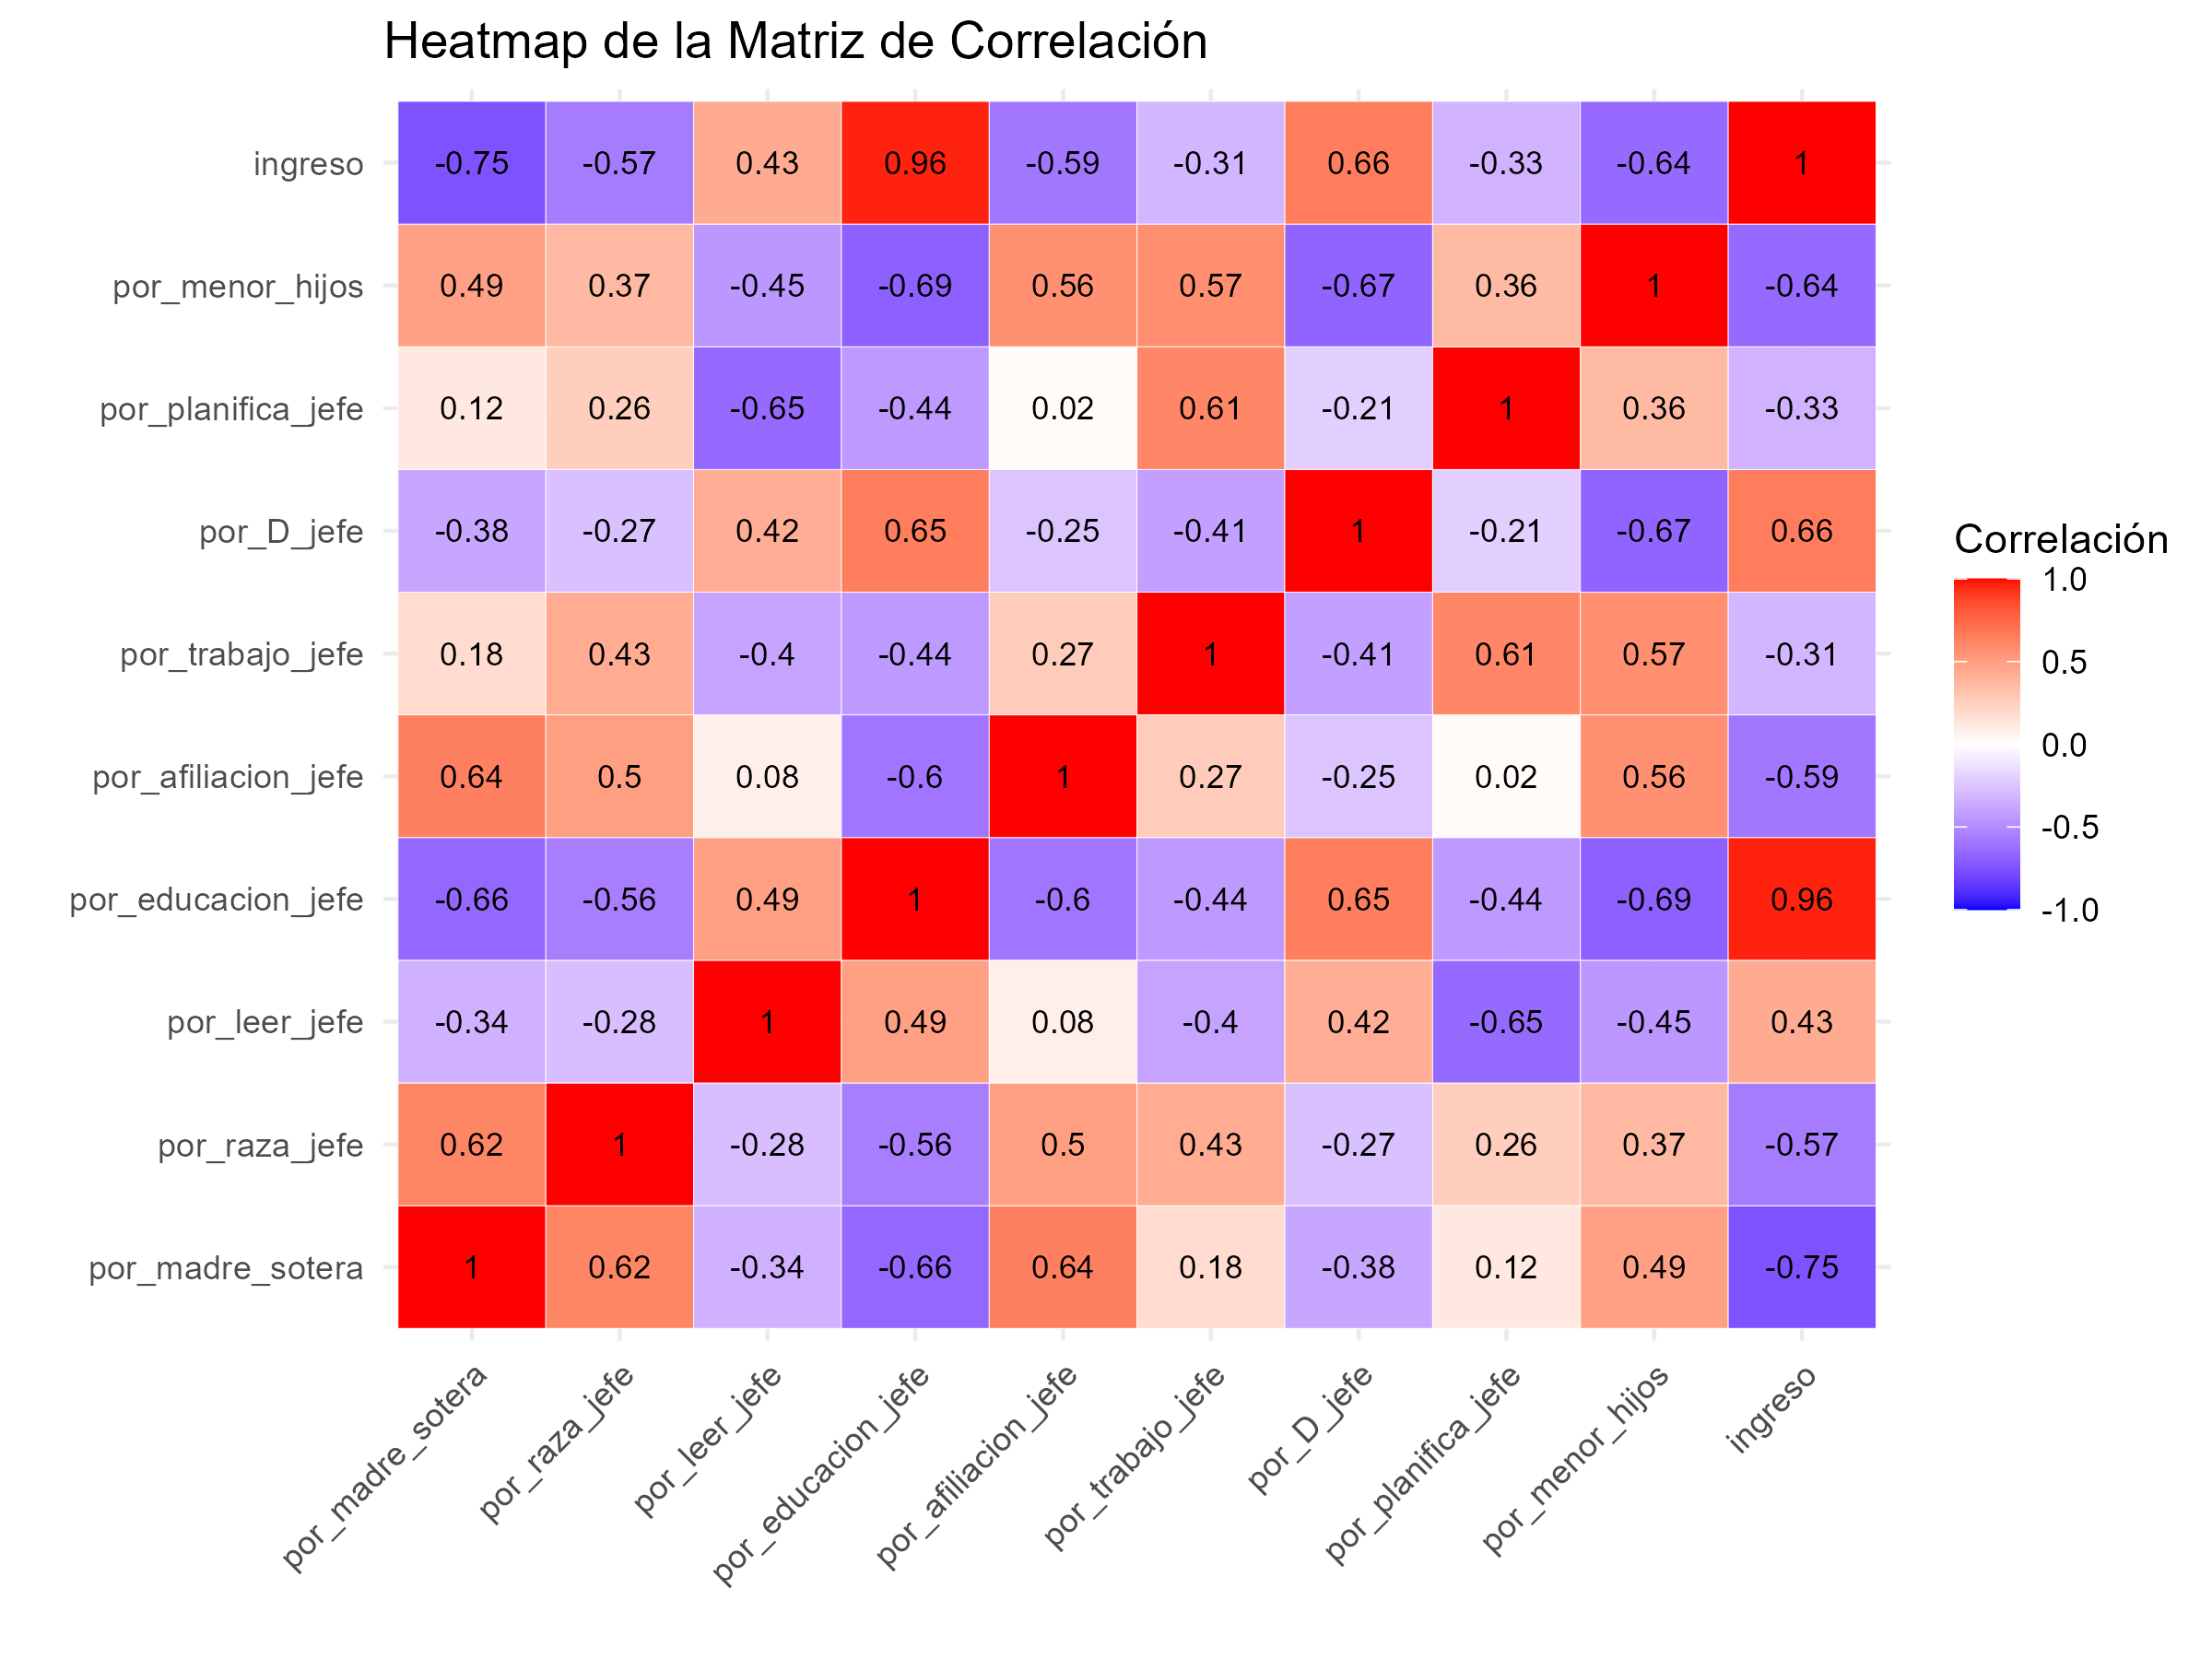 Heatmap de la Matriz de Correlación
ingreso -0.75 -0.57 0.43 0.96 -0.59 -0.31 0.66 -0.33 -0.64 1
por_menor_hijos 0.49 0.37 -0.45 -0.69 0.56 0.57 -0.67 0.36 1 -0.64
por_planifica_jefe 0.12 0.26 -0.65 -0.44 0.02 0.61 -0.21 1 0.36 -0.33
por_D_jefe -0.38 -0.27 0.42 0.65 -0.25 -0.41 1 -0.21 -0.67 0.66
por_trabajo_jefe 0.18 0.43 -0.4 -0.44 0.27 1 -0.41 0.61 0.57 -0.31
por_afiliacion_jefe 0.64 0.5 0.08 -0.6 1 0.27 -0.25 0.02 0.56 -0.59
por_educacion_jefe -0.66 -0.56 0.49 1 -0.6 -0.44 0.65 -0.44 -0.69 0.96
por_leer_jefe -0.34 -0.28 1 0.49 0.08 -0.4 0.42 -0.65 -0.45 0.43
por_raza_jefe 0.62 1 -0.28 -0.56 0.5 0.43 -0.27 0.26 0.37 -0.57
por_madre_sotera 1 0.62 -0.34 -0.66 0.64 0.18 -0.38 0.12 0.49 -0.75
por_madre_sotera
por_raza_jefe
por_leer_jefe
por_educacion_jefe
por_afiliacion_jefe
por_trabajo_jefe
por_D_jefe
por_planifica_jefe
por_menor_hijos
ingreso
Correlación
1.0
0.5
0.0
-0.5
-1.0